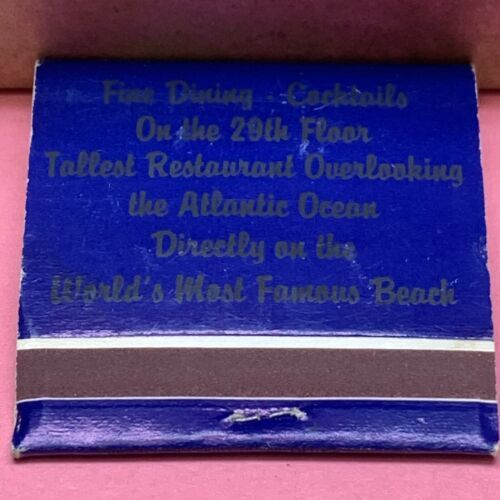 Fine Dining - Cocktails
On the 29th Floor
Tallest Restaurant Overlooking
the Atlantic Ocean
Directly on the
World's Most Famous Beach